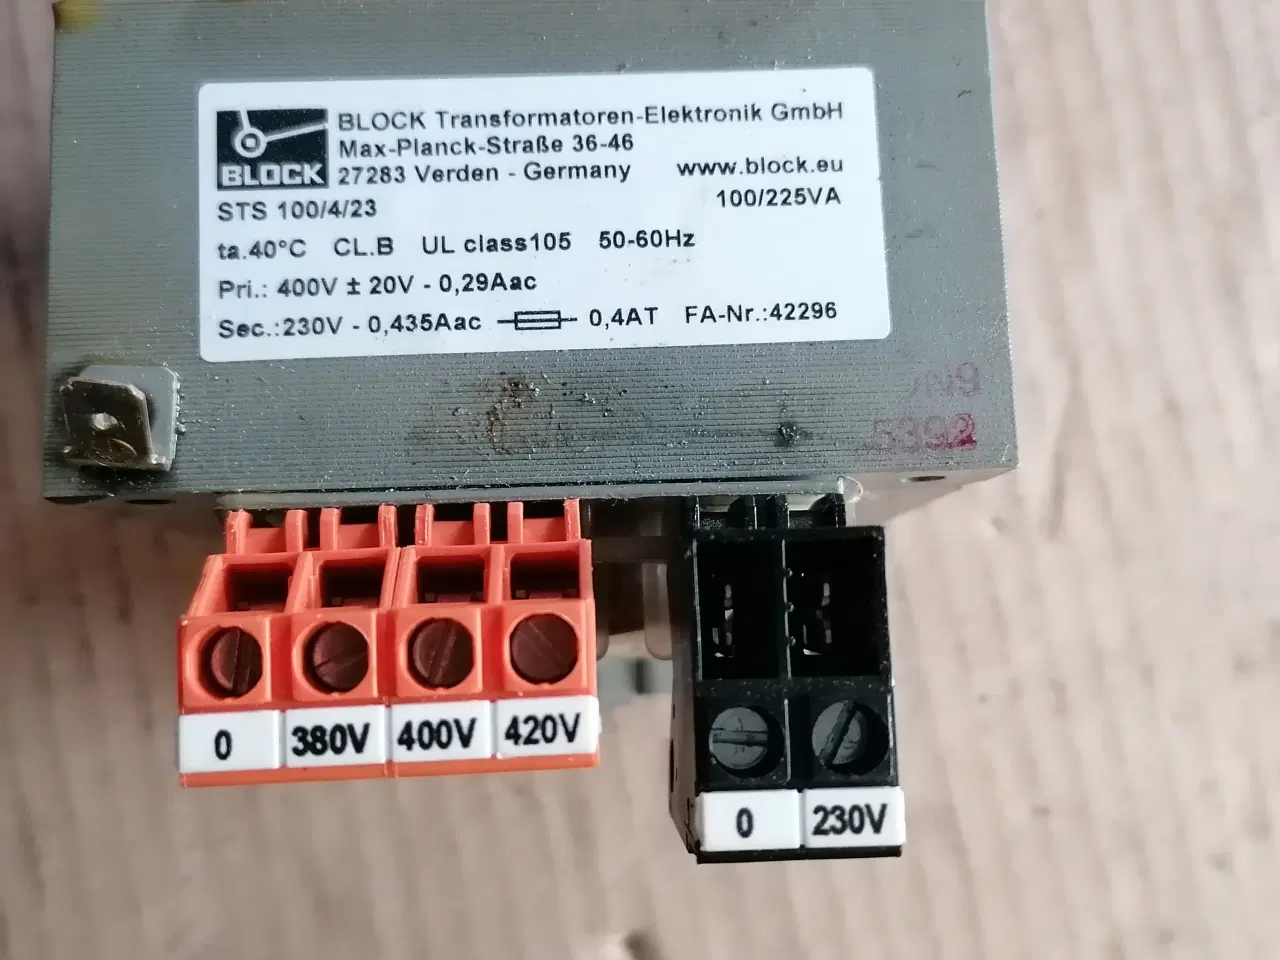 BLOCK
BLOCK Transformatoren-Elektronik GmbH
Max-Planck-Straße 36-46
27283 Verden - Germany www.block.eu
STS 100/4/23 100/225VA
ta.40°C CL.B UL class105 50-60Hz
Pri.: 400V ± 20V - 0,29Aac
Sec.:230V - 0,435Aac 0,4AT FA-Nr.:42296
N9
5392
0 380V 400V 420V
0 230V